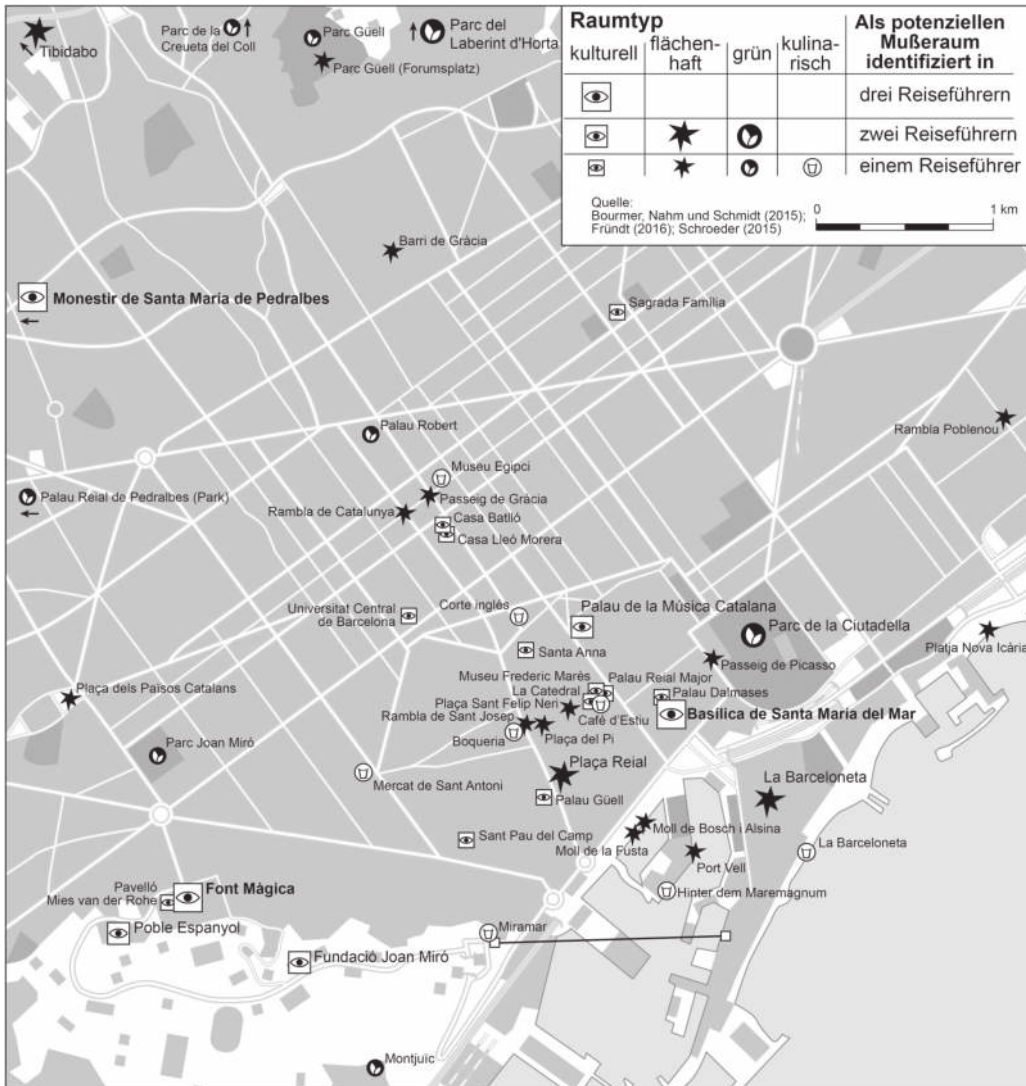 Tibidabo
Parc de la
Creueta del Coll
Parc Güell
Parc Güell (Forumsplatz)
Parc del
Laberint d'Horta
Raumtyp
kulturell
flächen-
haft
grün
kulina-
risch
Als potenziellen
Mußeraum
identifiziert in
drei Reiseführern
zwei Reiseführern
einem Reiseführer
Quelle:
Bourmer, Nahm und Schmidt (2015);
Fründt (2016); Schroeder (2015)
0 1 km
Barri de Gràcia
Monestir de Santa Maria de Pedralbes
Sagrada Família
Palau Robert
Rambla Poblenou
Museu Egipci
Palau Reial de Pedralbes (Park)
Passeig de Gràcia
Rambla de Catalunya
Casa Batlló
Casa Lleó Morera
Universitat Central
de Barcelona
Corte inglés
Palau de la Música Catalana
Parc de la Ciutadella
Platja Nova Icària
Santa Anna
Passeig de Picasso
Museu Frederic Marès
Palau Reial Major
La Catedral
Palau Dalmases
Plaça dels Països Catalans
Plaça Sant Felip Neri
Rambla de Sant Josep
Café d'Estiu
Basílica de Santa María del Mar
Boqueria
Plaça del Pi
Parc Joan Miró
Plaça Reial
Mercat de Sant Antoni
La Barceloneta
Palau Güell
Sant Pau del Camp
Moll de Bosch i Alsina
Moll de la Fusta
La Barceloneta
Port Vell
Pavelló
Mies van der Rohe
Font Màgica
Hinter dem Maremagnum
Poble Espanyol
Miramar
Fundació Joan Miró
Montjuïc